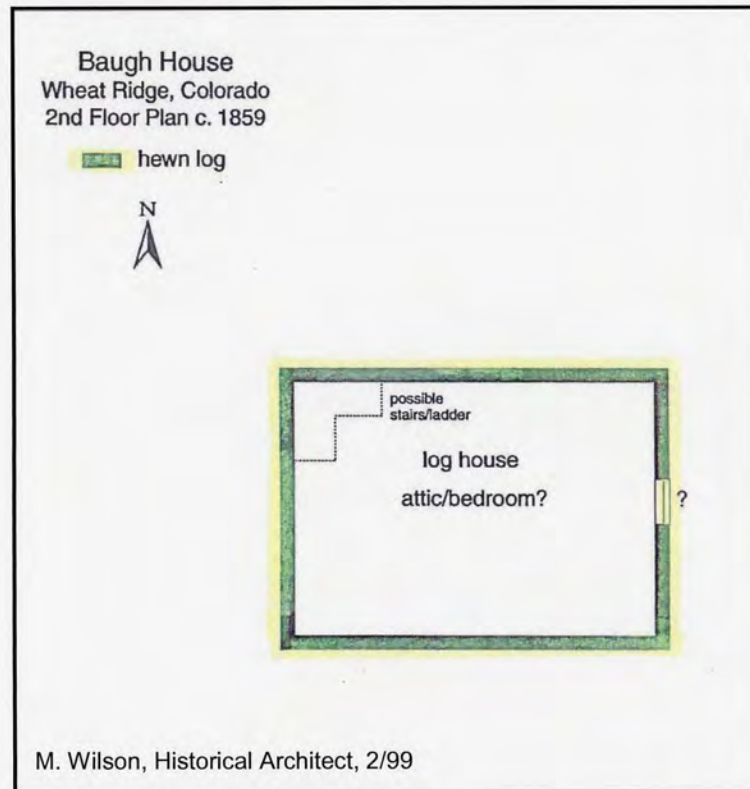 Baugh House
Wheat Ridge, Colorado
2nd Floor Plan c. 1859
hewn log
N
possible
stairs/ladder
log house
attic/bedroom?
?
M. Wilson, Historical Architect, 2/99